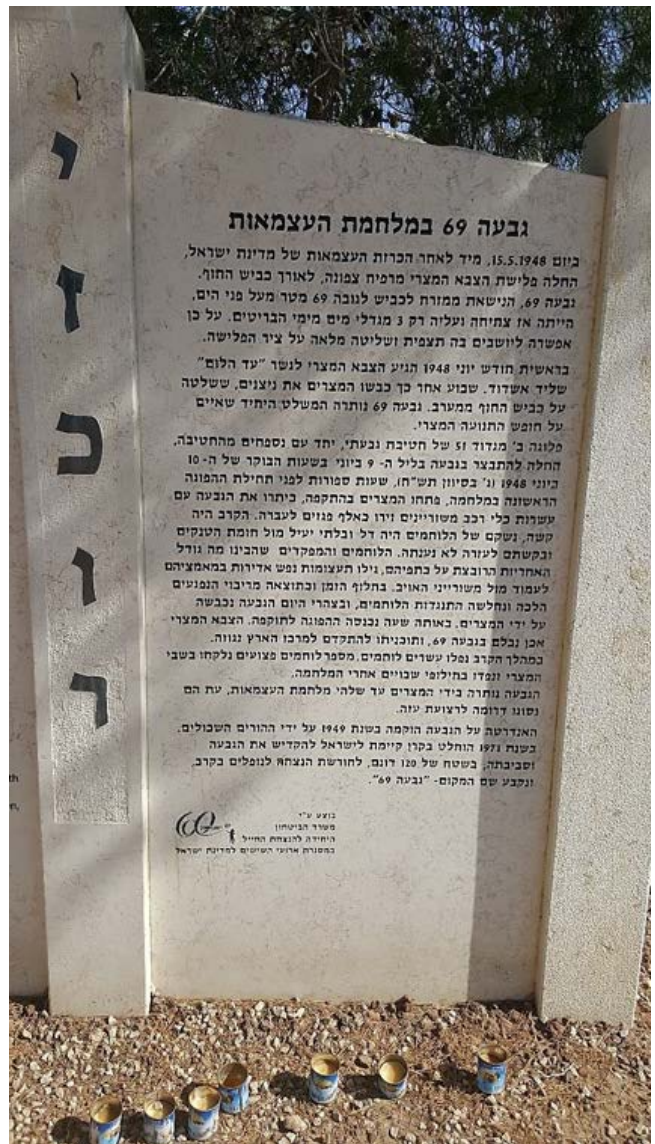 יזכור
גבעה 69 במלחמת העצמאות
ביום 15.5.1948, מיד לאחר הכרזת העצמאות של מדינת ישראל,
החלה פלישת הצבא המצרי מרפיח צפונה, לאורך כביש החוף.
גבעה 69, הנישאת ממזרח לכביש לגובה 69 מטר מעל פני הים,
הייתה אז צחיחה ועליה רק 3 מגדלי מים מימי הבריטים. על כן
אפשרה ליושבים בה תצפית ושליטה מלאה על ציר הפלישה.
בראשית חודש יוני 1948 הגיע הצבא המצרי לגשר "עד הלום"
שליד אשדוד. שבוע אחר כך כבשו המצרים את ניצנים, ששלטה
על כביש החוף ממערב. גבעה 69 נותרה המשלט היחיד שאיים
על חופש התנועה המצרי.
פלוגה ב' מגדוד 51 של חטיבת גבעתי, יחד עם נספחים מהחטיבה,
החלה להתבצר בגבעה בליל ה- 9 ביוני בשעות הבוקר של ה- 10
ביוני 1948 (ג' בסיוון תש"ח), שעות ספורות לפני תחילת ההפוגה
הראשונה במלחמה, פתחו המצרים בהתקפה, כיתרו את הגבעה עם
עשרות כלי רכב משוריינים וירו כאלף פגזים לעברה. הקרב היה
קשה, נשקם של הלוחמים היה דל ובלתי יעיל מול חומת הטנקים
ובקשתם לעזרה לא נענתה. הלוחמים והמפקדים שהבינו מה גודל
האחריות הרובצת על כתפיהם, גילו תעצומות נפש אדירות במאמציהם
לעמוד מול משורייני האויב. בחלוף הזמן וכתוצאה מריבוי הנפגעים
הלכה ונחלשה התנגדות הלוחמים, ובצהרי היום הגבעה נכבשה
על ידי המצרים. באותה שעה נכנסה ההפוגה לתוקפה. הצבא המצרי
אכן נבלם בגבעה 69, ותוכניתו להתקדם למרכז הארץ נגוזה.
במהלך הקרב נפלו עשרים לוחמים. מספר לוחמים פצועים נלקחו בשבי
המצרי ונפדו בחילופי שבויים אחרי המלחמה.
הגבעה נותרה בידי המצרים עד שלהי מלחמת העצמאות, עת הם
נסוגו דרומה לרצועת עזה.
האנדרטה על הגבעה הוקמה בשנת 1949 על ידי ההורים השכולים.
בשנת 1971 הוחלט בקרן קיימת לישראל להקדיש את הגבעה
וסביבתה, בשטח של 120 דונם, לחורשת הנצחה לנופלים בקרב,
ונקבע שם המקום- "גבעה 69".
בוצע ע"י
משרד הביטחון
היחידה להנצחת החייל
במסגרת ארועי השישים למדינת ישראל
60